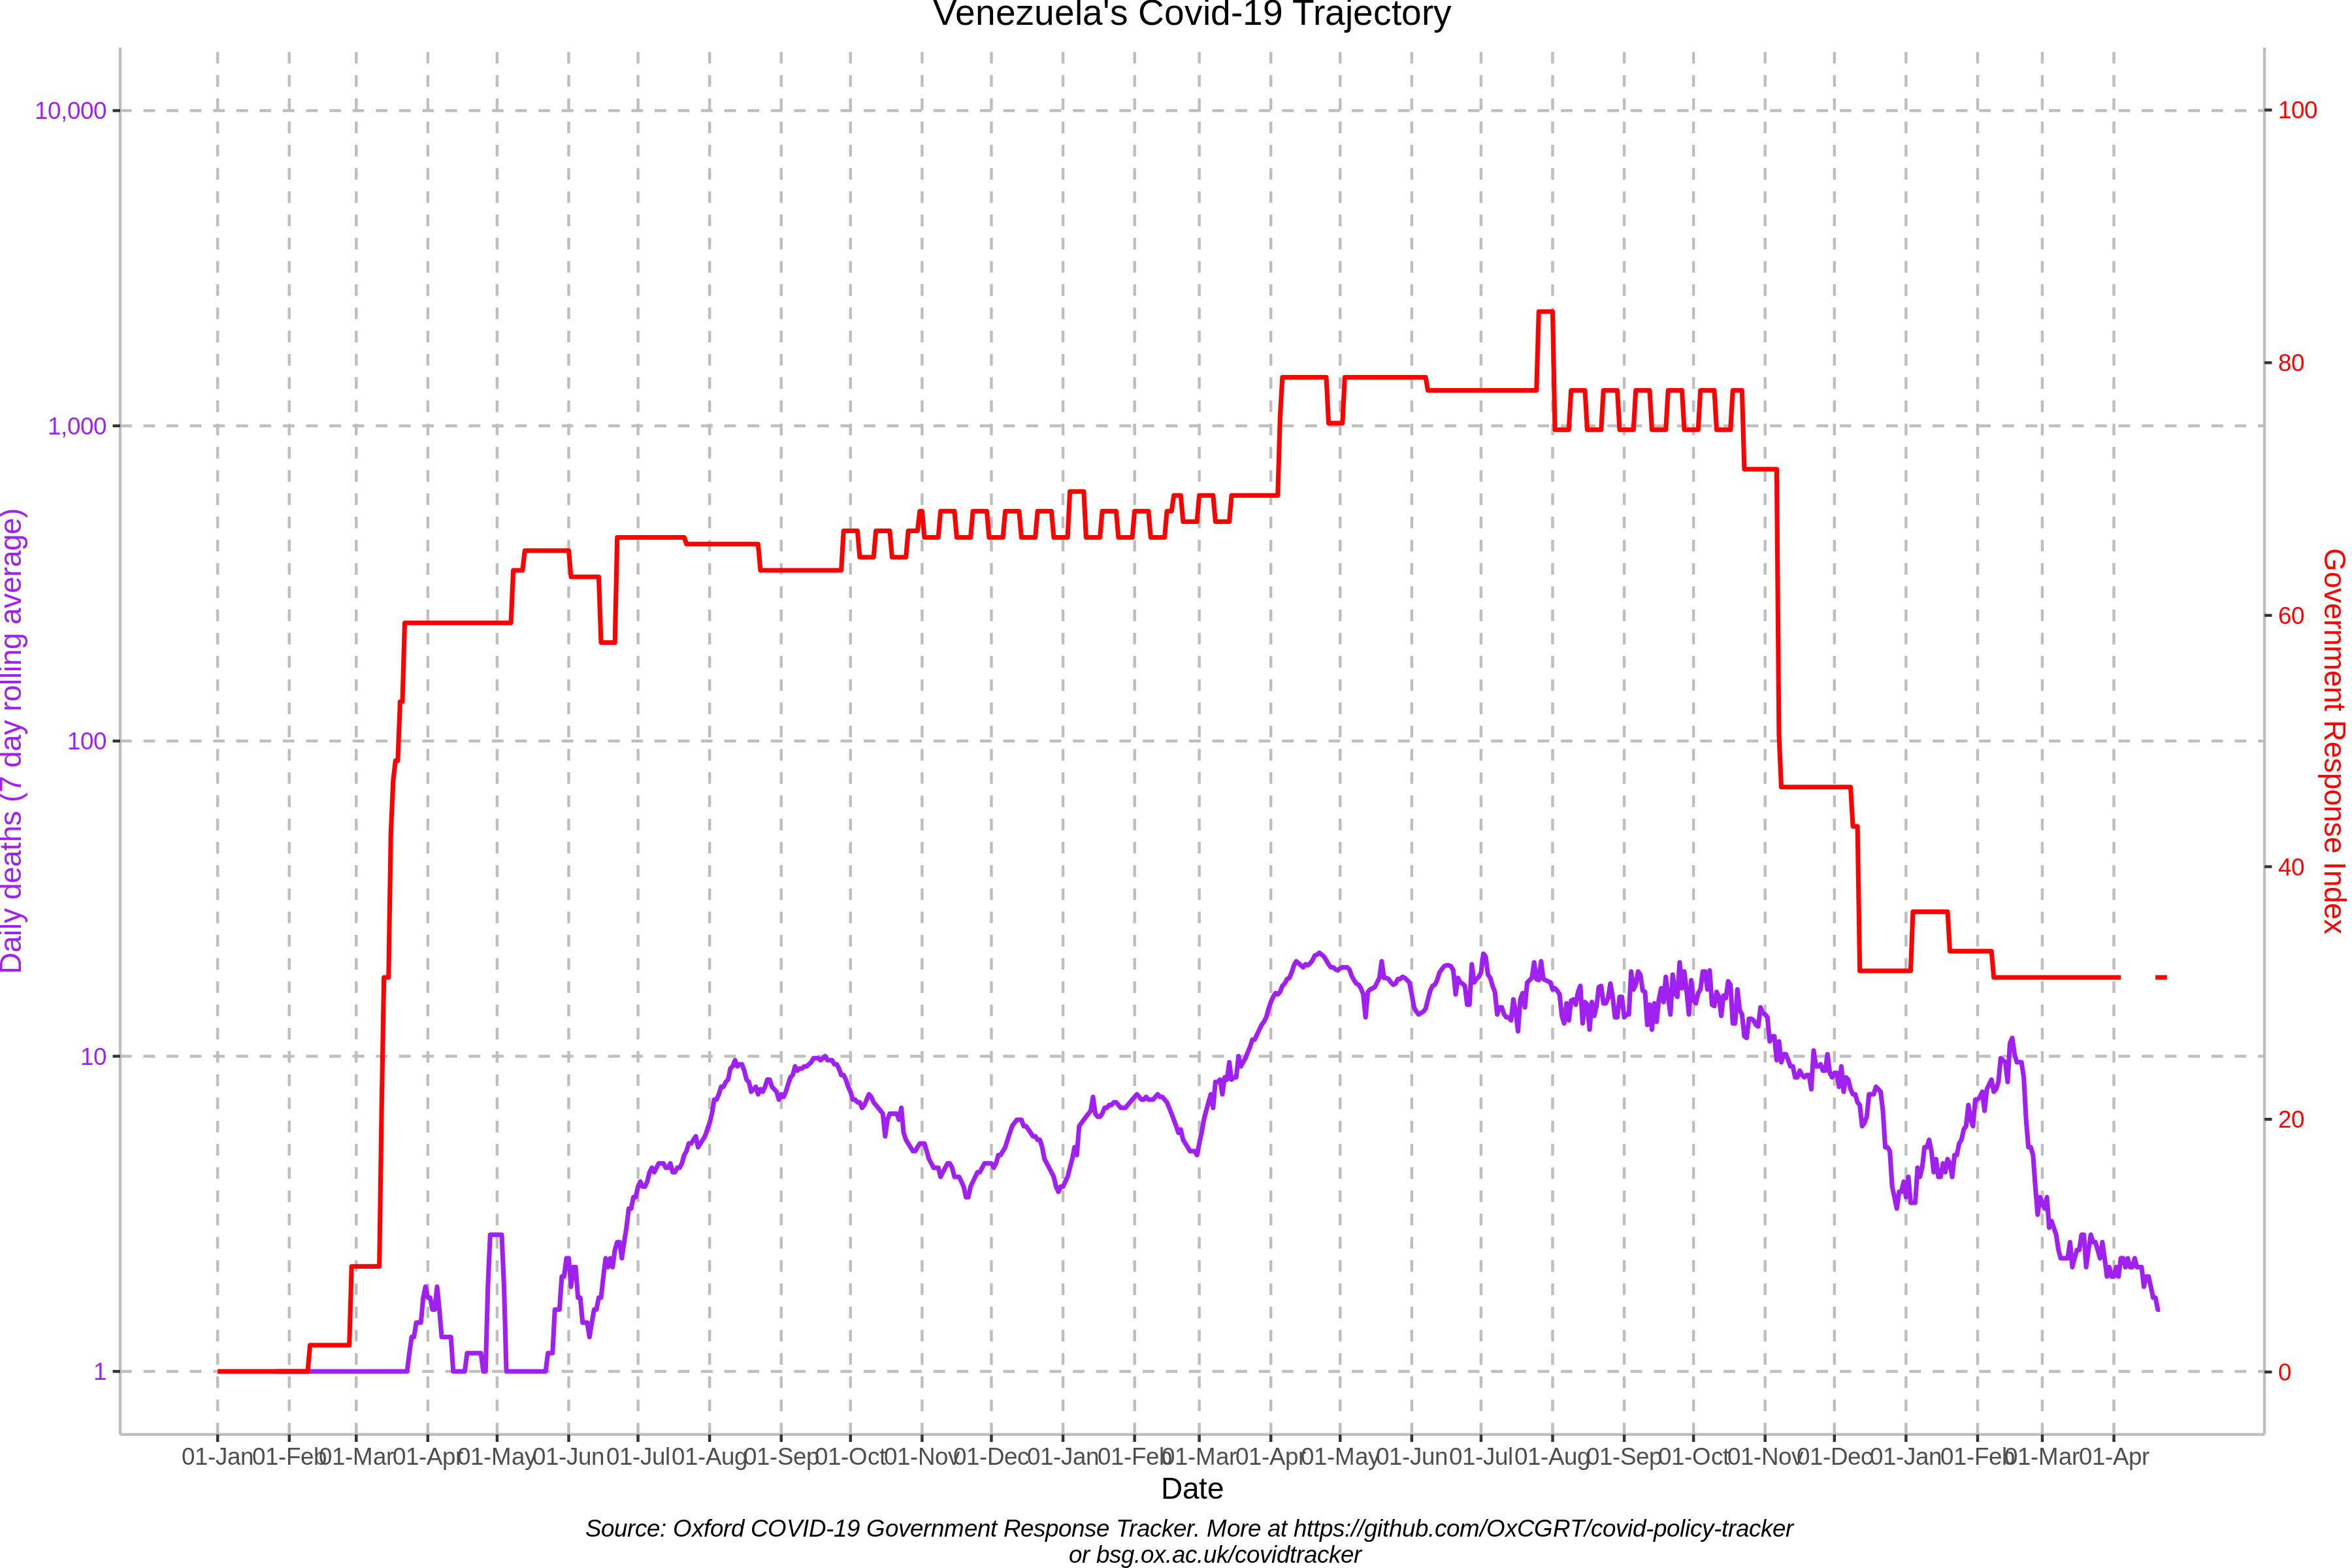 Venezuela's Covid-19 Trajectory
10,000
1,000
100
10
1
Daily deaths (7 day rolling average)
100
80
60
40
20
0
Government Response Index
01-Jan 01-Feb 01-Mar 01-Apr 01-May 01-Jun 01-Jul 01-Aug 01-Sep 01-Oct 01-Nov 01-Dec 01-Jan 01-Feb 01-Mar 01-Apr 01-May 01-Jun 01-Jul 01-Aug 01-Sep 01-Oct 01-Nov 01-Dec 01-Jan 01-Feb 01-Mar 01-Apr
Date
Source: Oxford COVID-19 Government Response Tracker. More at https://github.com/OxCGRT/covid-policy-tracker
or bsg.ox.ac.uk/covidtracker